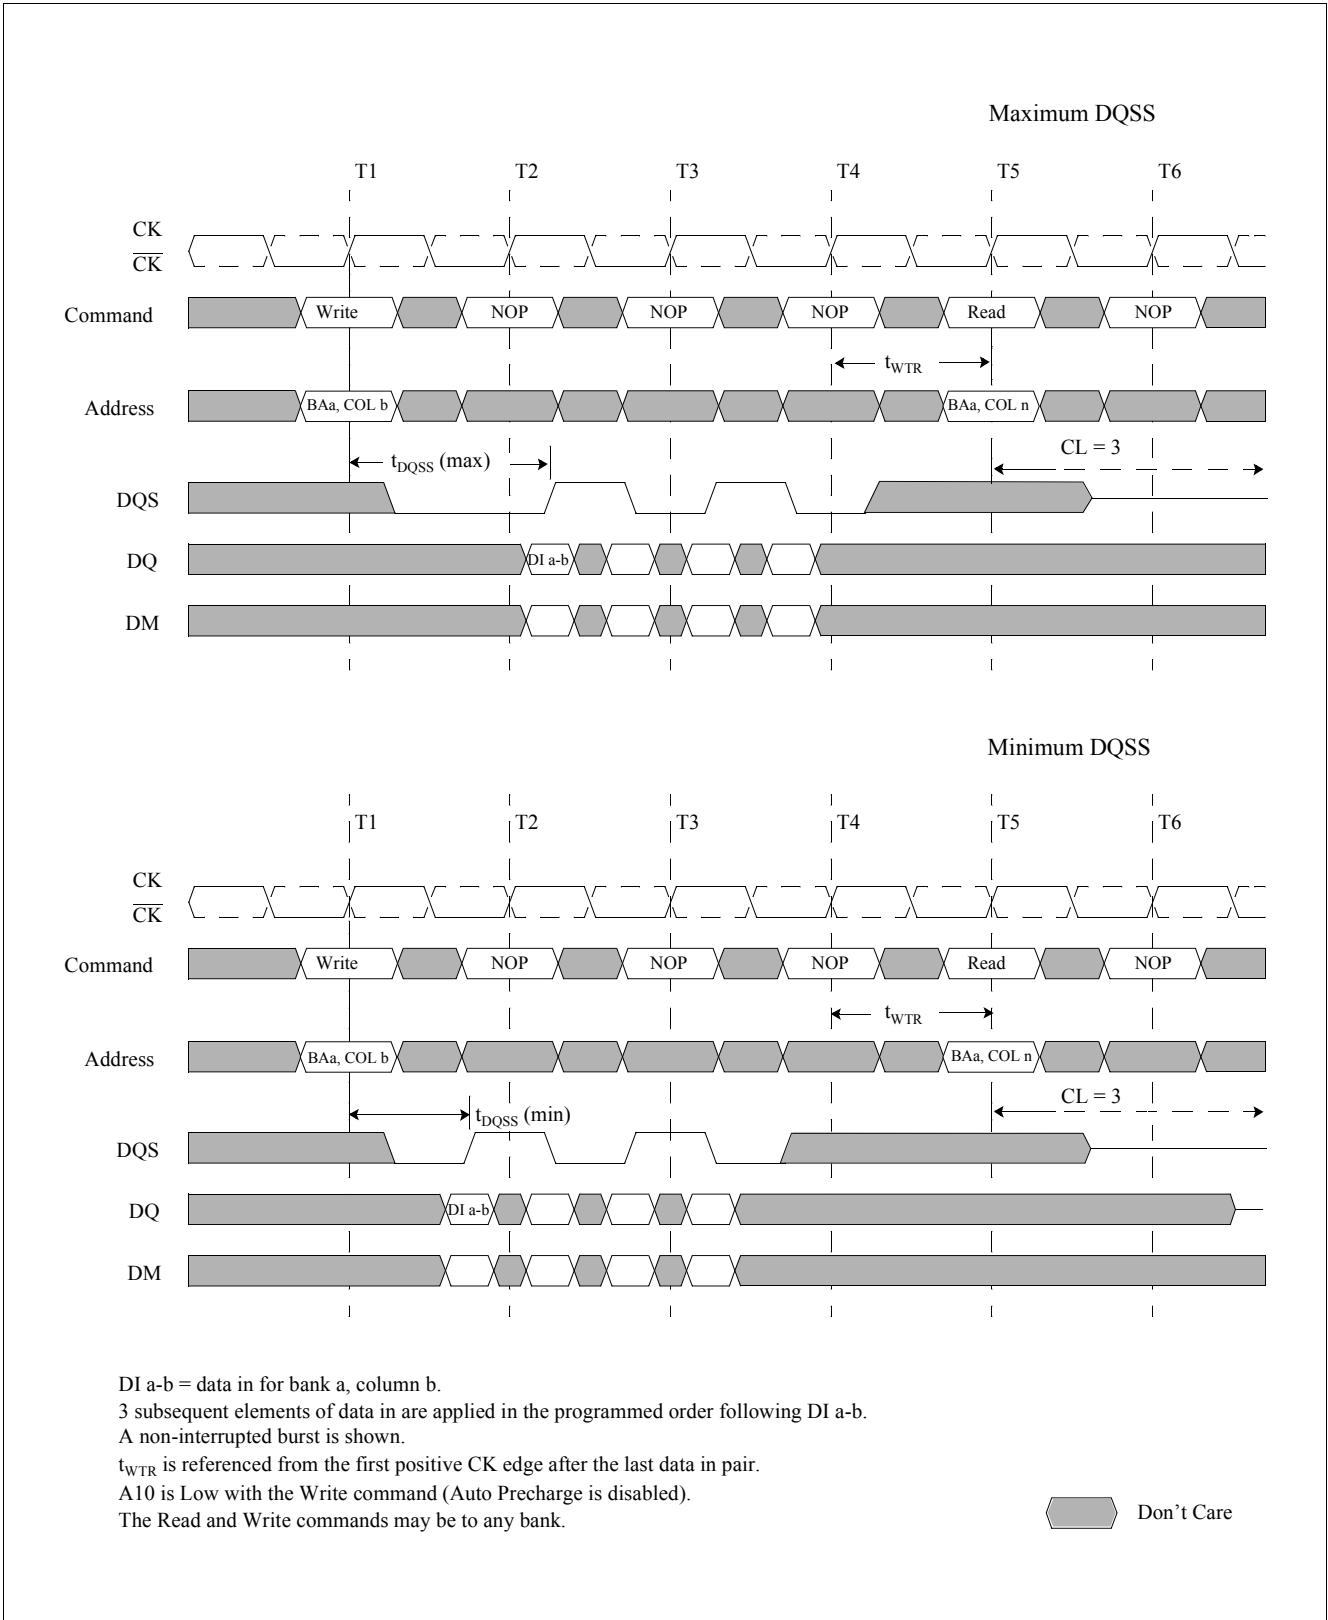 Maximum DQSS
T1 T2 T3 T4 T5 T6
CK
CK
Command Write NOP NOP NOP Read NOP
tWTR
Address BAa, COL b BAa, COL n
tDQSS (max) CL = 3
DQS
DQ DI a-b
DM
Minimum DQSS
T1 T2 T3 T4 T5 T6
CK
CK
Command Write NOP NOP NOP Read NOP
tWTR
Address BAa, COL b BAa, COL n
tDQSS (min) CL = 3
DQS
DQ DI a-b
DM
DI a-b = data in for bank a, column b.
3 subsequent elements of data in are applied in the programmed order following DI a-b.
A non-interrupted burst is shown.
tWTR is referenced from the first positive CK edge after the last data in pair.
A10 is Low with the Write command (Auto Precharge is disabled).
The Read and Write commands may be to any bank.
Don't Care